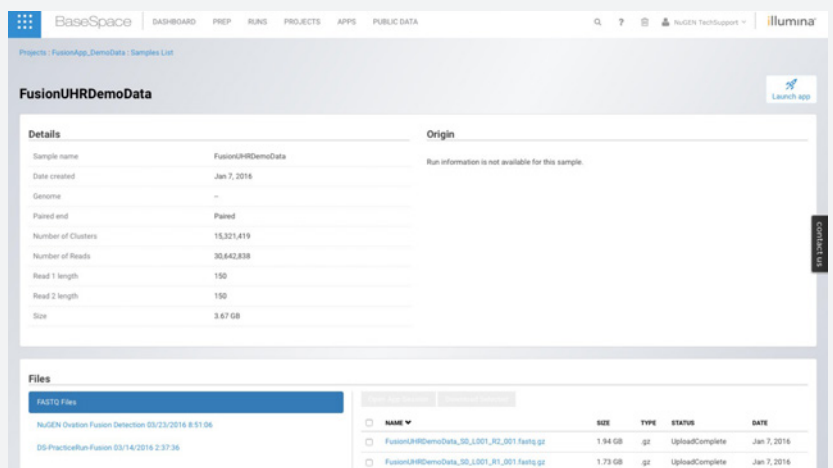 BaseSpace DASHBOARD PREP RUNS PROJECTS APPS PUBLIC DATA ? NuGEN TechSupport illumina
Projects : FusionApp_DemoData : Samples List
FusionUHRDemoData
Launch app
Details Origin
Sample name FusionUHRDemoData Run information is not available for this sample.
Date created Jan 7, 2016
Genome –
Paired end Paired
Number of Clusters 15,321,419
contact us
Number of Reads 30,642,838
Read 1 length 150
Read 2 length 150
Size 3.67 GB
Files
FASTQ Files
NAME SIZE TYPE STATUS DATE
NuGEN Ovation Fusion Detection 03/23/2016 8:51:06
FusionUHRDemoData_S0_L001_R2_001.fastq.gz 1.94 GB .gz UploadComplete Jan 7, 2016
DS-PracticeRun-Fusion 03/14/2016 2:37:36
FusionUHRDemoData_S0_L001_R1_001.fastq.gz 1.73 GB .gz UploadComplete Jan 7, 2016